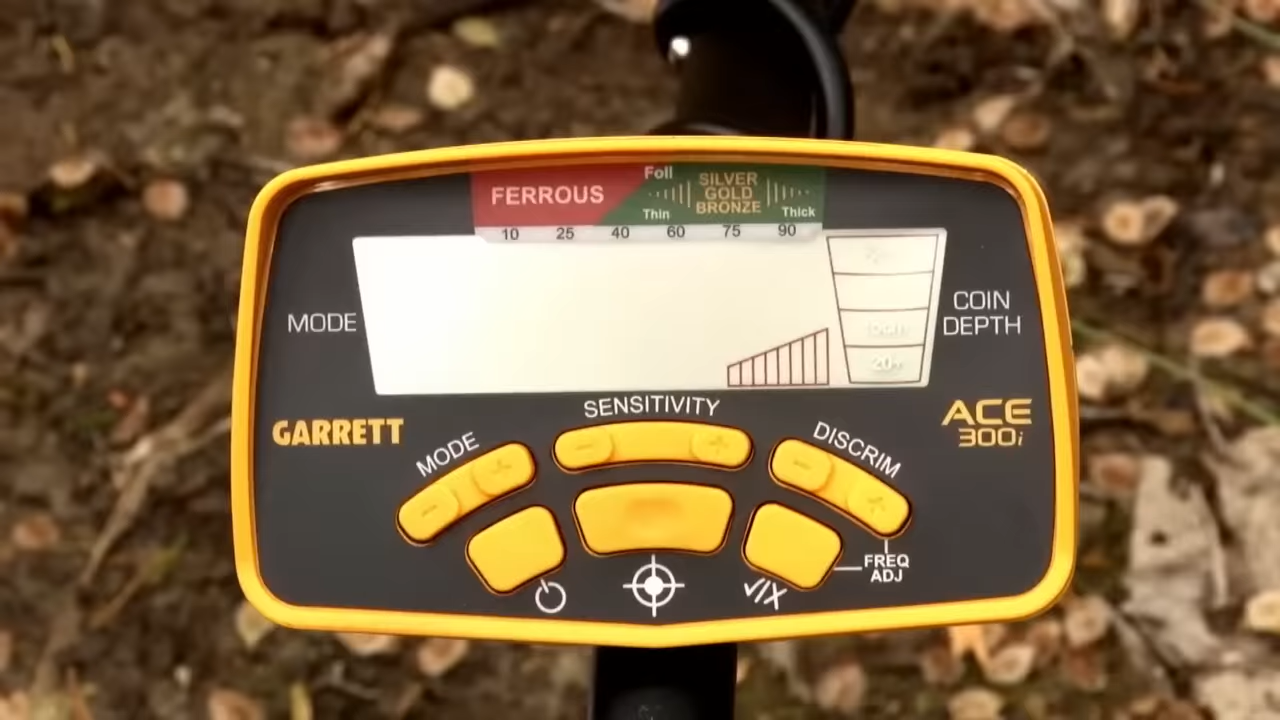 FERROUS
Foil
Thin
SILVER
GOLD
BRONZE
Thick
10 25 40 60 75 90
MODE
COIN
DEPTH
20+
GARRETT
ACE
300i
MODE
SENSITIVITY
DISCRIM
- +
- +
- +
FREQ
ADJ
✓/X